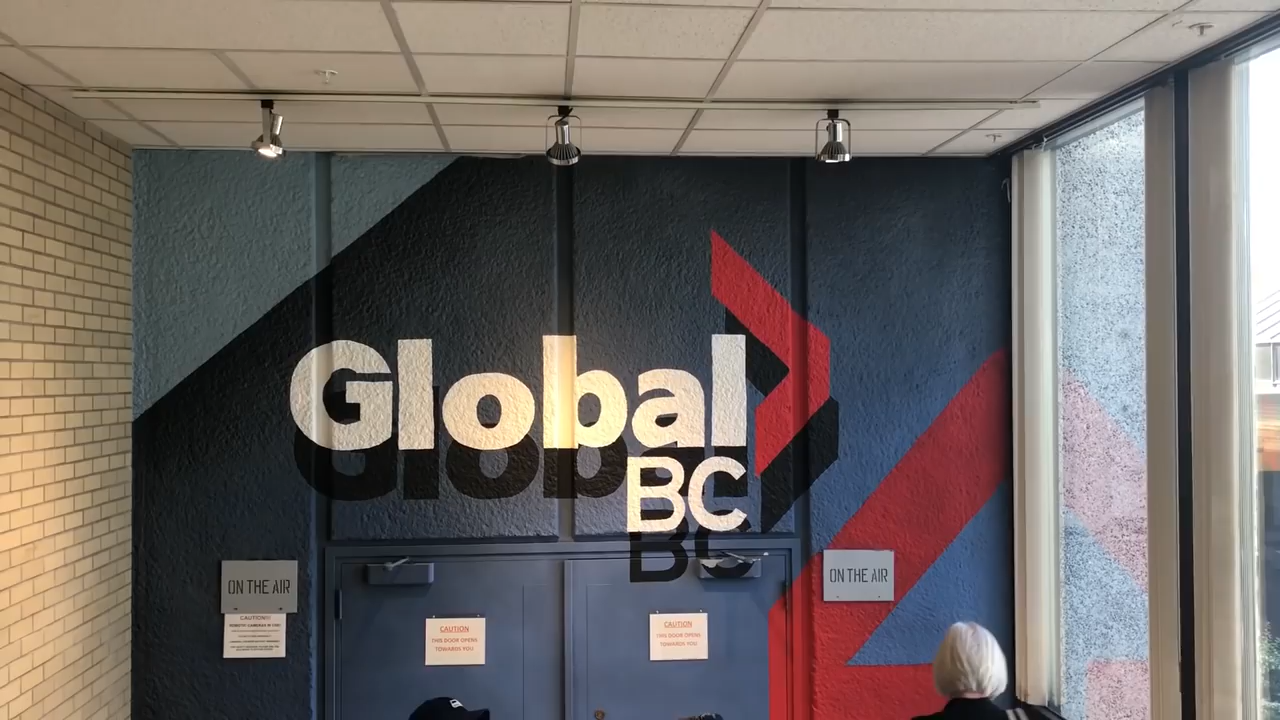 Global
BC
ON THE AIR
ON THE AIR
CAUTION!!!
CAUTION
THIS DOOR OPENS
TOWARDS YOU
CAUTION
THIS DOOR OPENS
TOWARDS YOU